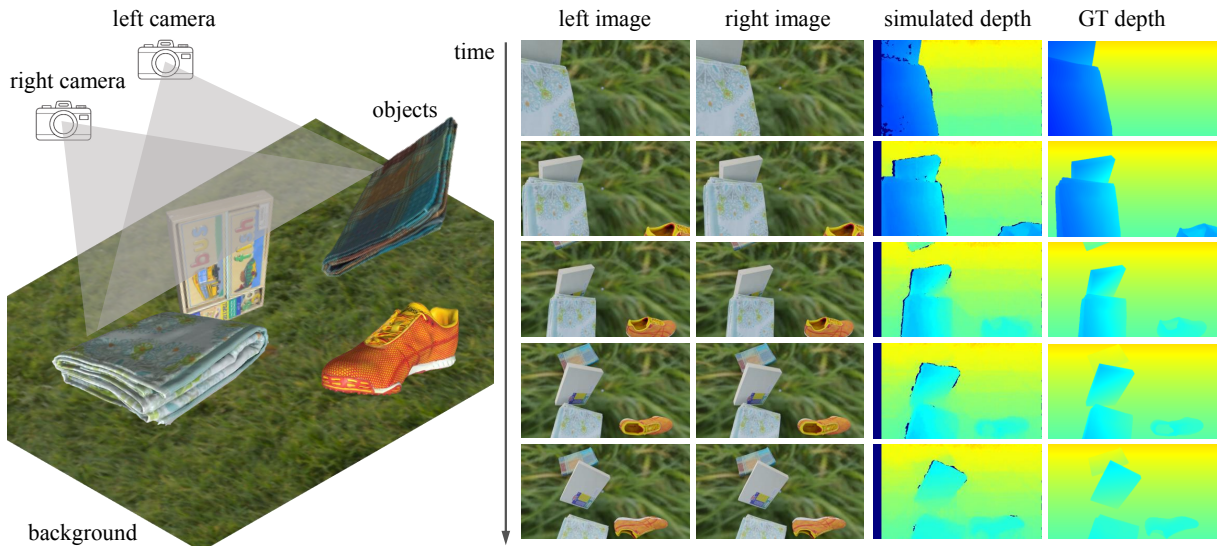 left camera
right camera
objects
background
time
left image
right image
simulated depth
GT depth